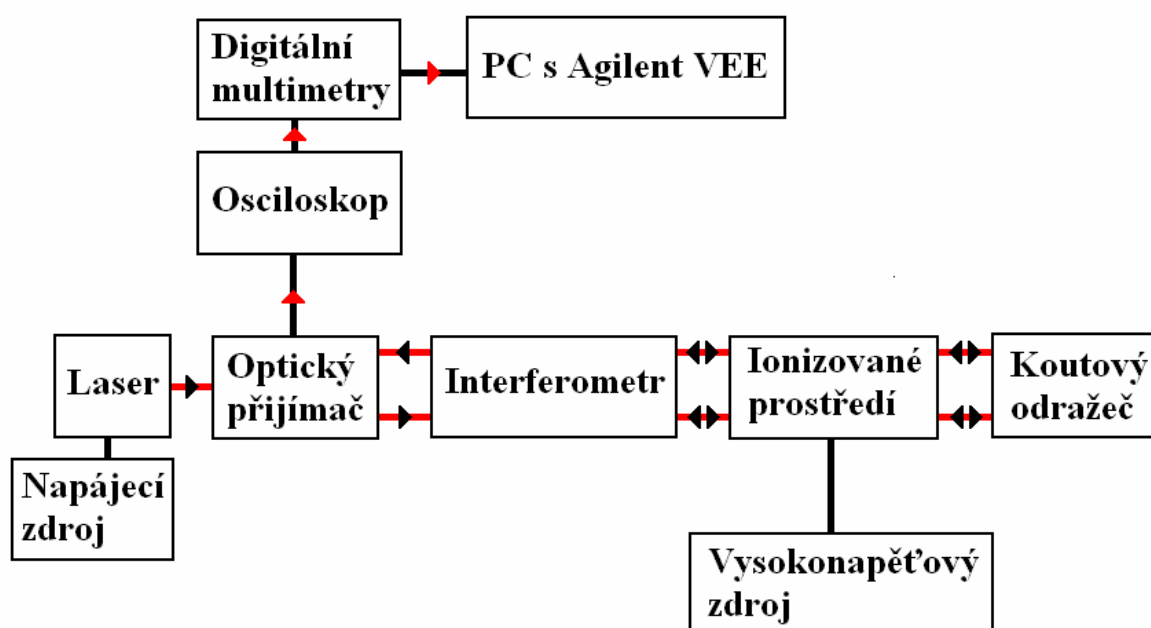 Digitální
multimetry
PC s Agilent VEE
Osciloskop
Laser
Optický
přijímač
Interferometr
Ionizované
prostředí
Koutový
odražeč
Napájecí
zdroj
Vysokonapěťový
zdroj